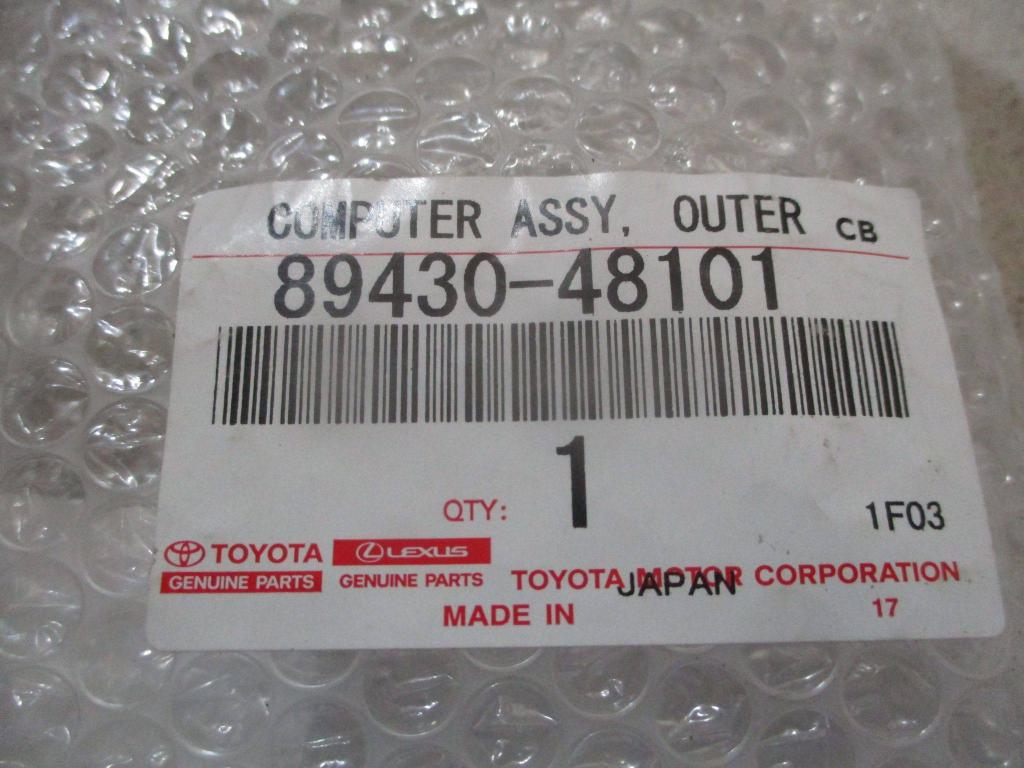 COMPUTER ASSY, OUTER CB
89430-48101
1
QTY:
1F03
TOYOTA LEXUS
GENUINE PARTS GENUINE PARTS TOYOTA MOTOR CORPORATION
JAPAN
MADE IN 17